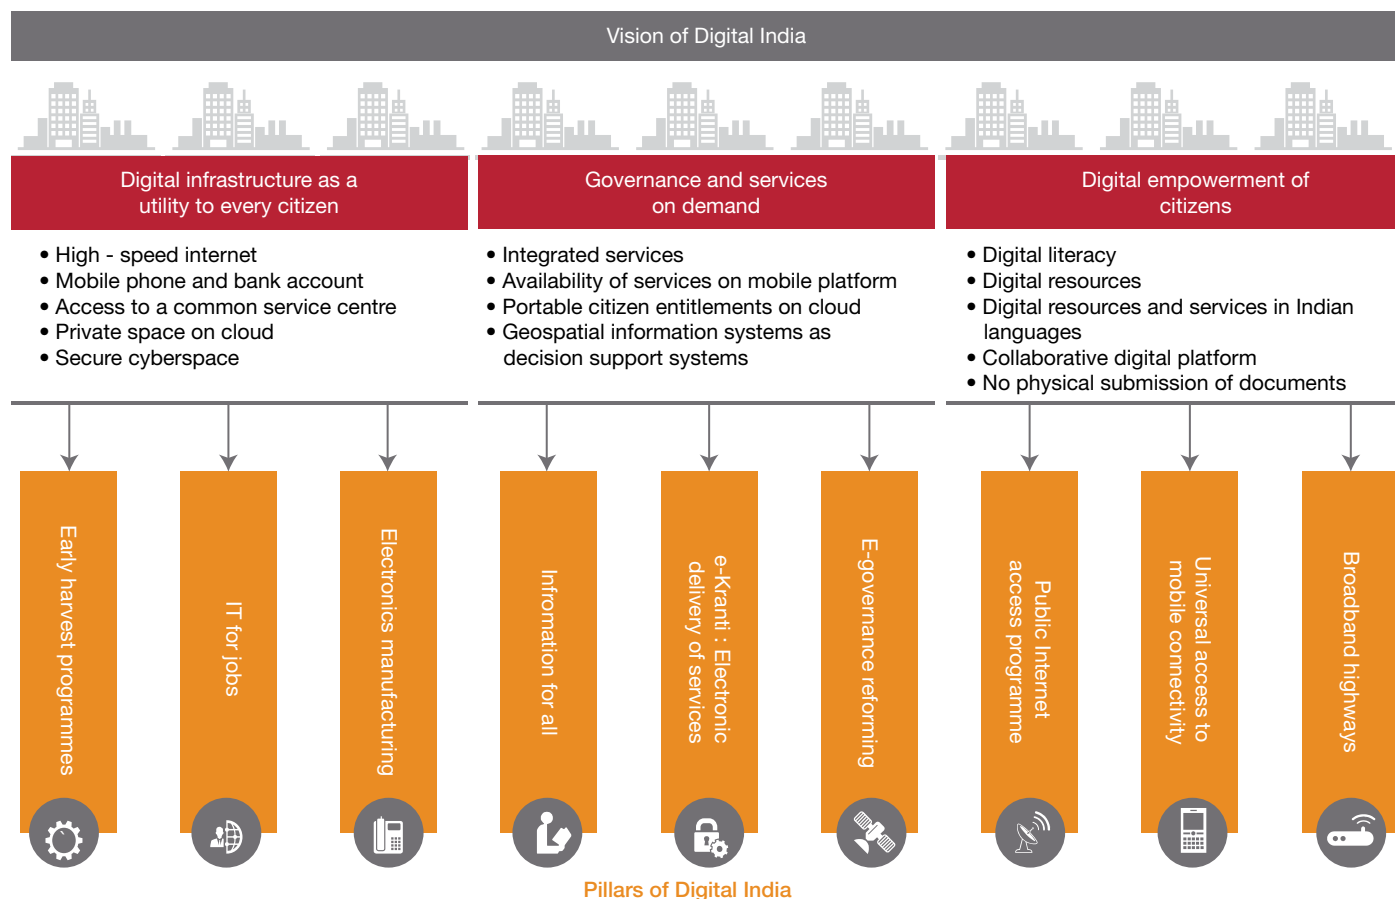 Vision of Digital India
Digital infrastructure as a
utility to every citizen
• High - speed internet
• Mobile phone and bank account
• Access to a common service centre
• Private space on cloud
• Secure cyberspace
Governance and services
on demand
• Integrated services
• Availability of services on mobile platform
• Portable citizen entitlements on cloud
• Geospatial information systems as
decision support systems
Digital empowerment of
citizens
• Digital literacy
• Digital resources
• Digital resources and services in Indian
languages
• Collaborative digital platform
• No physical submission of documents
Early harvest programmes
IT for jobs
Electronics manufacturing
Infromation for all
e-Kranti : Electronic
delivery of services
E-governance reforming
Public Internet
access programme
Universal access to
mobile connectivity
Broadband highways
Pillars of Digital India